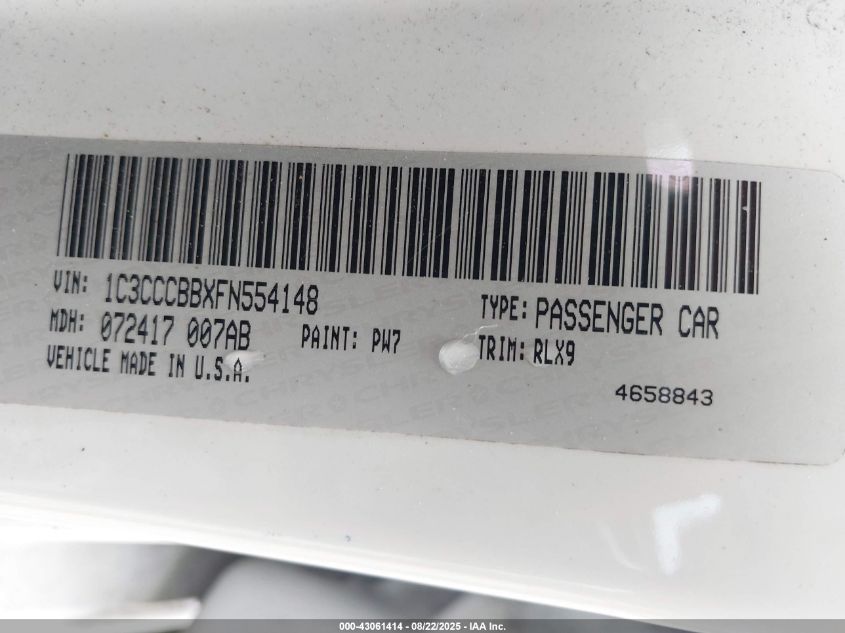 VIN: 1C3CCCBBXFN554148 TYPE: PASSENGER CAR
MDH: 072417 007AB PAINT: PW7 TRIM: RLX9
VEHICLE MADE IN U.S.A.
4658843
000-43061414 - 08/22/2025 - IAA Inc.